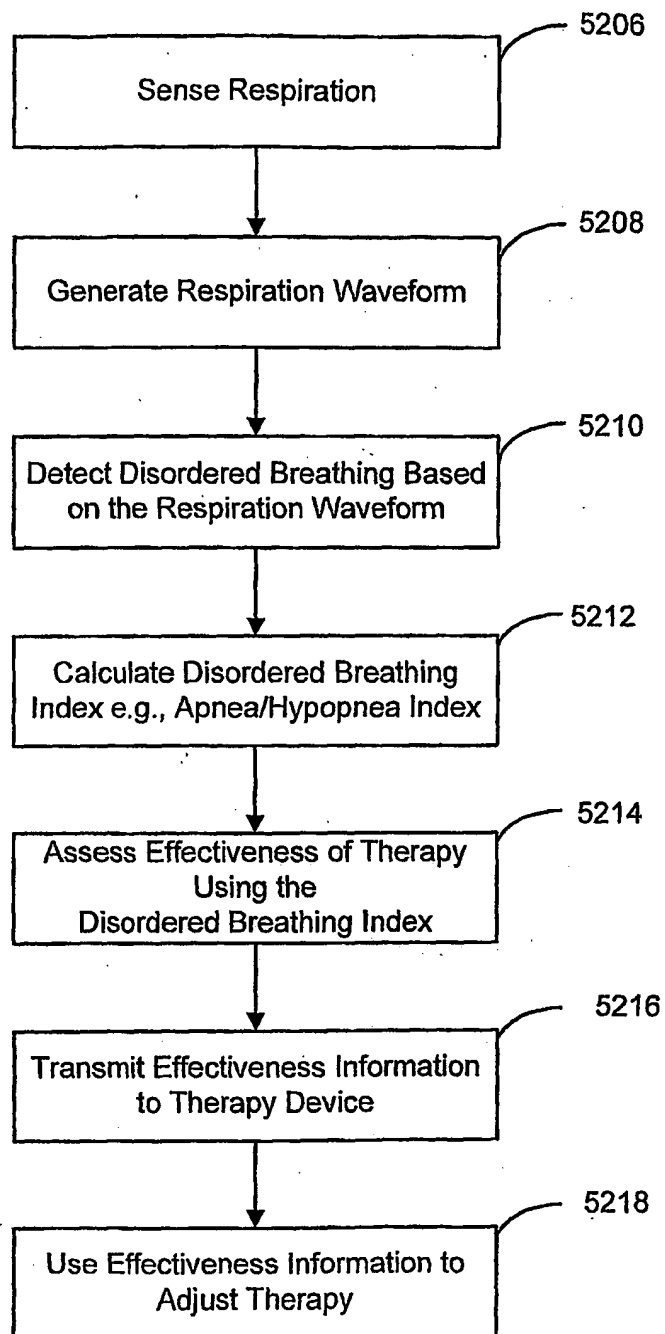 5206
Sense Respiration
5208
Generate Respiration Waveform
5210
Detect Disordered Breathing Based
on the Respiration Waveform
5212
Calculate Disordered Breathing
Index e.g., Apnea/Hypopnea Index
5214
Assess Effectiveness of Therapy
Using the
Disordered Breathing Index
5216
Transmit Effectiveness Information
to Therapy Device
5218
Use Effectiveness Information to
Adjust Therapy